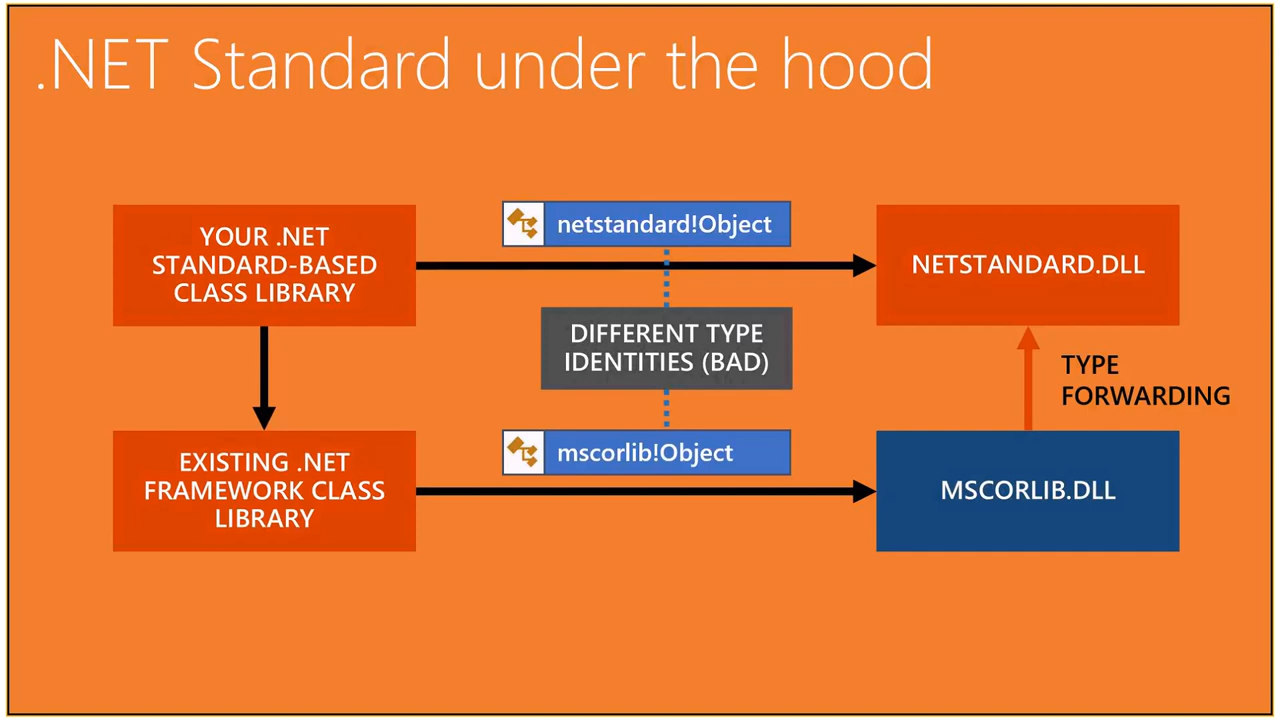 .NET Standard under the hood
YOUR .NET
STANDARD-BASED
CLASS LIBRARY
netstandard!Object
NETSTANDARD.DLL
DIFFERENT TYPE
IDENTITIES (BAD)
TYPE
FORWARDING
EXISTING .NET
FRAMEWORK CLASS
LIBRARY
mscorlib!Object
MSCORLIB.DLL